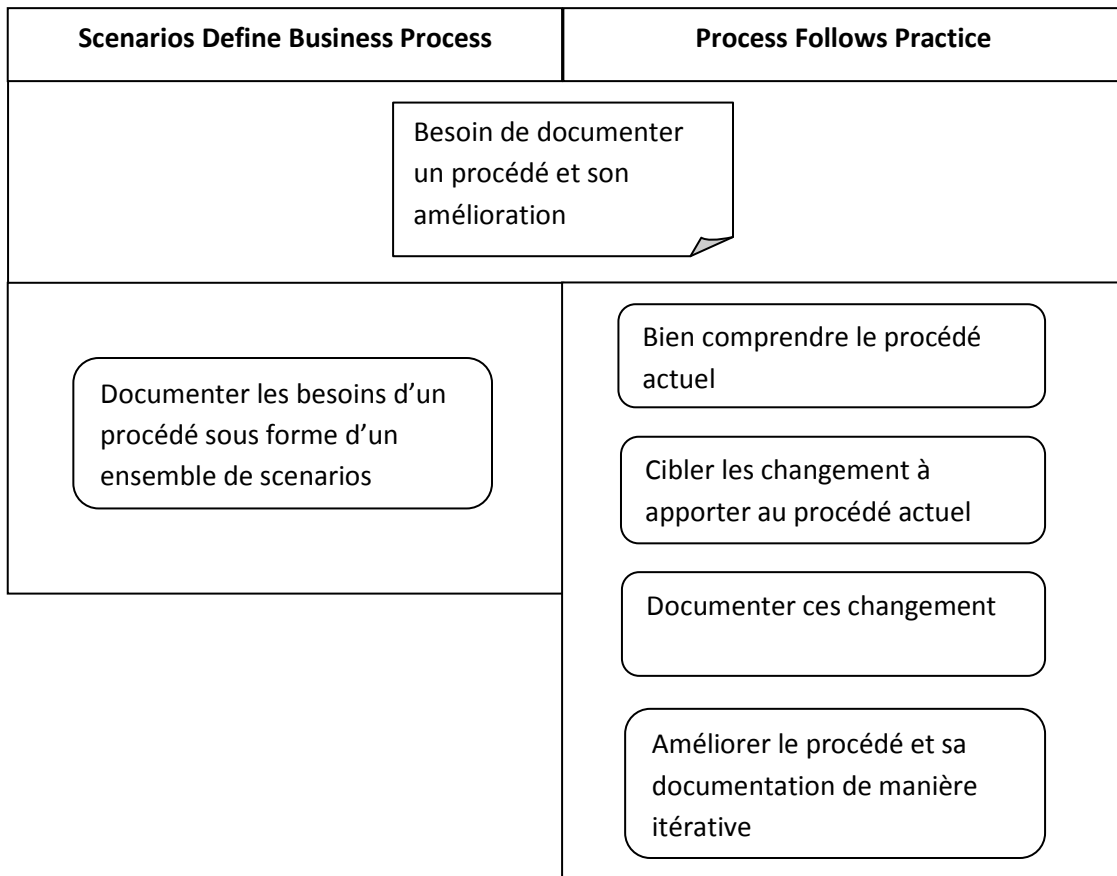 Scenarios Define Business Process
Process Follows Practice
Besoin de documenter
un procédé et son
amélioration
Documenter les besoins d’un
procédé sous forme d’un
ensemble de scenarios
Bien comprendre le procédé
actuel
Cibler les changement à
apporter au procédé actuel
Documenter ces changement
Améliorer le procédé et sa
documentation de manière
itérative